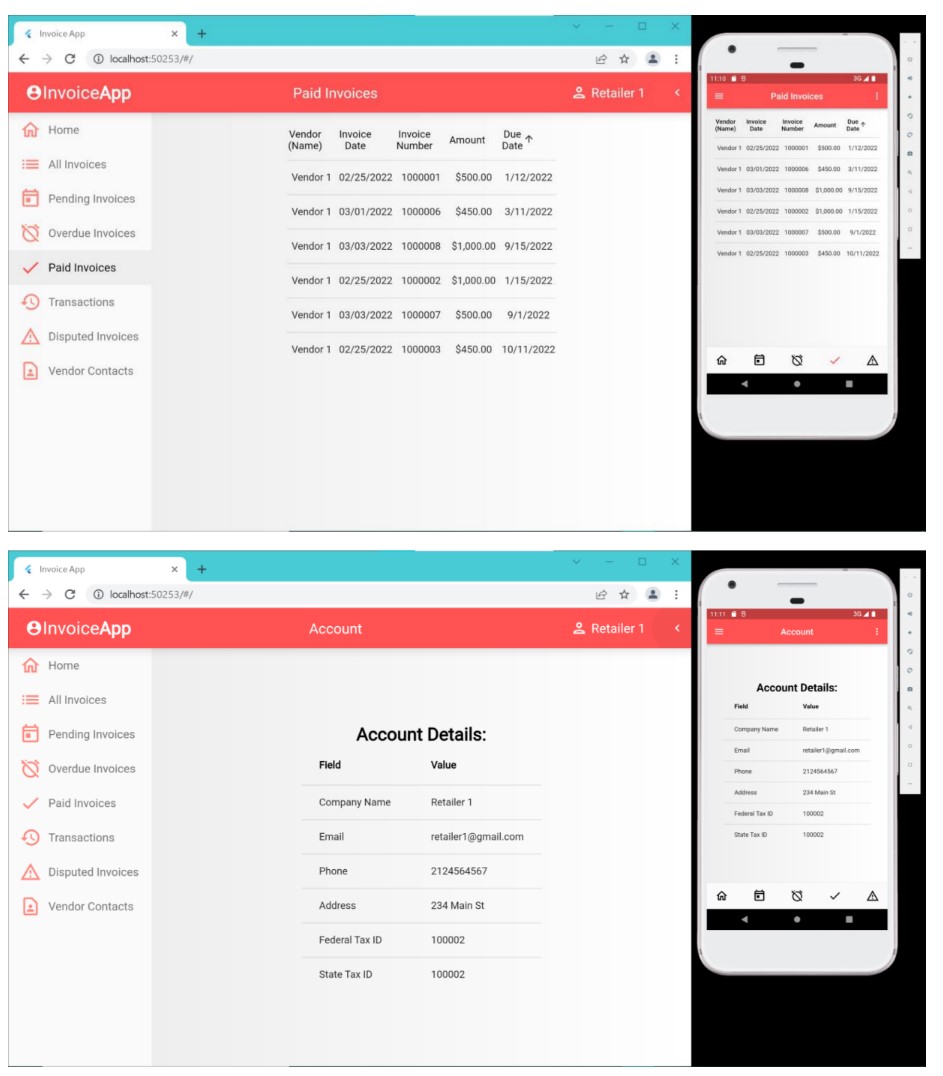 Invoice App
localhost:50253/#/
InvoiceApp
Paid Invoices
Retailer 1
Home
All Invoices
Pending Invoices
Overdue Invoices
Paid Invoices
Transactions
Disputed Invoices
Vendor Contacts
Vendor (Name) Invoice Date Invoice Number Amount Due Date
Vendor 1 02/25/2022 1000001 $500.00 1/12/2022
Vendor 1 03/01/2022 1000006 $450.00 3/11/2022
Vendor 1 03/03/2022 1000008 $1,000.00 9/15/2022
Vendor 1 02/25/2022 1000002 $1,000.00 1/15/2022
Vendor 1 03/03/2022 1000007 $500.00 9/1/2022
Vendor 1 02/25/2022 1000003 $450.00 10/11/2022
11:10 3G
Paid Invoices
Vendor (Name) Invoice Date Invoice Number Amount Due Date
Vendor 1 02/25/2022 1000001 $500.00 1/12/2022
Vendor 1 03/01/2022 1000006 $450.00 3/11/2022
Vendor 1 03/03/2022 1000008 $1,000.00 9/15/2022
Vendor 1 02/25/2022 1000002 $1,000.00 1/15/2022
Vendor 1 03/03/2022 1000007 $500.00 9/1/2022
Vendor 1 02/25/2022 1000003 $450.00 10/11/2022
Invoice App
localhost:50253/#/
InvoiceApp
Account
Retailer 1
Home
All Invoices
Pending Invoices
Overdue Invoices
Paid Invoices
Transactions
Disputed Invoices
Vendor Contacts
Account Details:
Field Value
Company Name Retailer 1
Email retailer1@gmail.com
Phone 2124564567
Address 234 Main St
Federal Tax ID 100002
State Tax ID 100002
11:11 3G
Account
Account Details:
Field Value
Company Name Retailer 1
Email retailer1@gmail.com
Phone 2124564567
Address 234 Main St
Federal Tax ID 100002
State Tax ID 100002